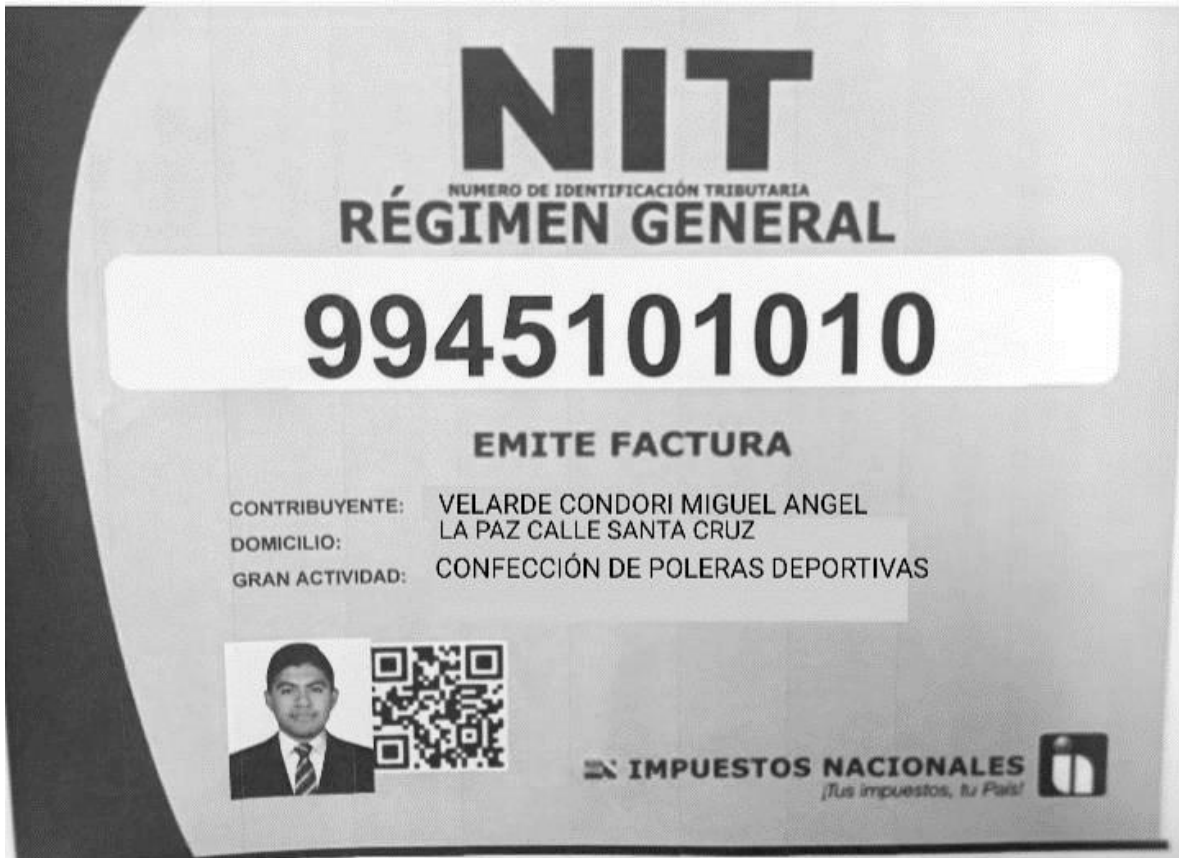 NIT
NUMERO DE IDENTIFICACIÓN TRIBUTARIA
RÉGIMEN GENERAL
9945101010
EMITE FACTURA
CONTRIBUYENTE: VELARDE CONDORI MIGUEL ANGEL
DOMICILIO: LA PAZ CALLE SANTA CRUZ
GRAN ACTIVIDAD: CONFECCIÓN DE POLERAS DEPORTIVAS
IMPUESTOS NACIONALES
¡Tus impuestos, tu País!